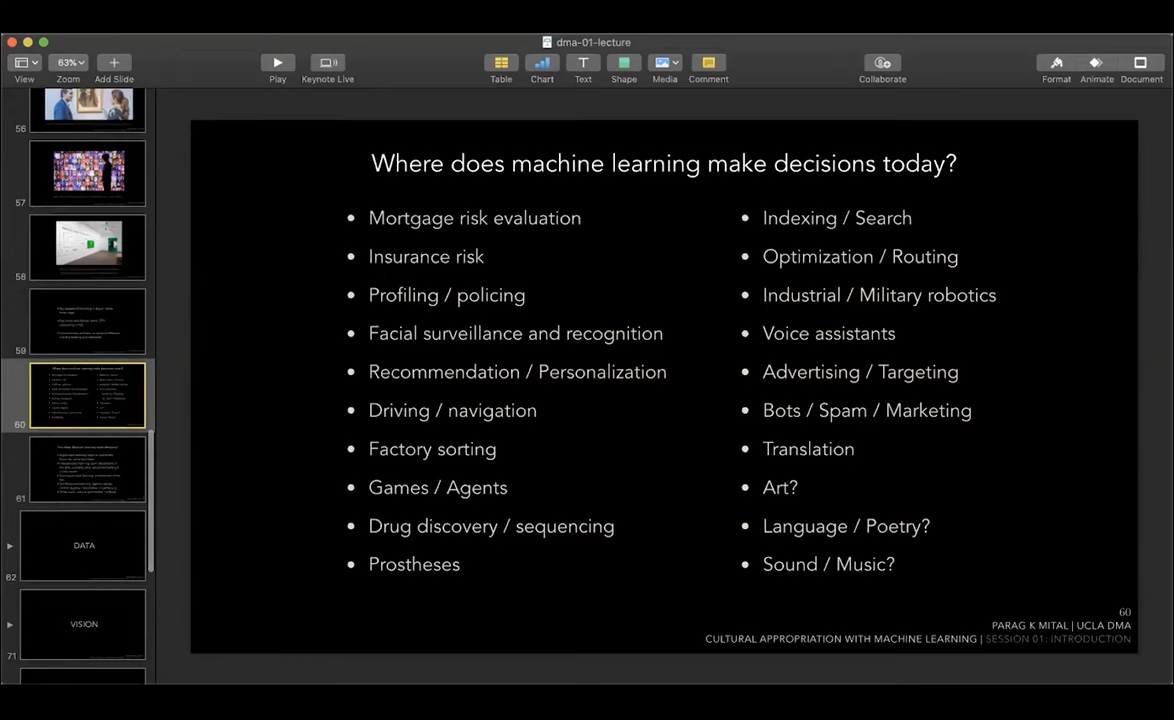 dma-01-lecture
63%
View
Zoom
Add Slide
Play
Keynote Live
Table
Chart
Text
Shape
Media
Comment
Collaborate
Format
Animate
Document
56
57
58
59
60
61
DATA
62
VISION
71
Where does machine learning make decisions today?
• Mortgage risk evaluation
• Insurance risk
• Profiling / policing
• Facial surveillance and recognition
• Recommendation / Personalization
• Driving / navigation
• Factory sorting
• Games / Agents
• Drug discovery / sequencing
• Prostheses
• Indexing / Search
• Optimization / Routing
• Industrial / Military robotics
• Voice assistants
• Advertising / Targeting
• Bots / Spam / Marketing
• Translation
• Art?
• Language / Poetry?
• Sound / Music?
60
PARAG K MITAL | UCLA DMA
CULTURAL APPROPRIATION WITH MACHINE LEARNING | SESSION 01: INTRODUCTION